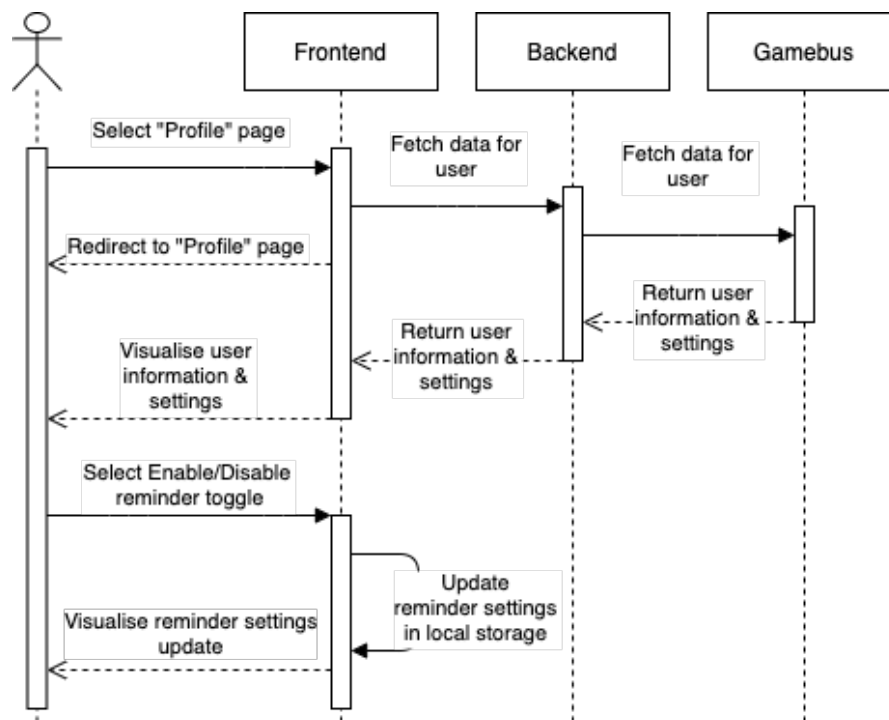 Frontend
Backend
Gamebus
Select "Profile" page
Fetch data for
user
Fetch data for
user
Redirect to "Profile" page
Return user
information &
settings
Return user
information &
settings
Visualise user
information &
settings
Select Enable/Disable
reminder toggle
Update
reminder settings
in local storage
Visualise reminder settings
update